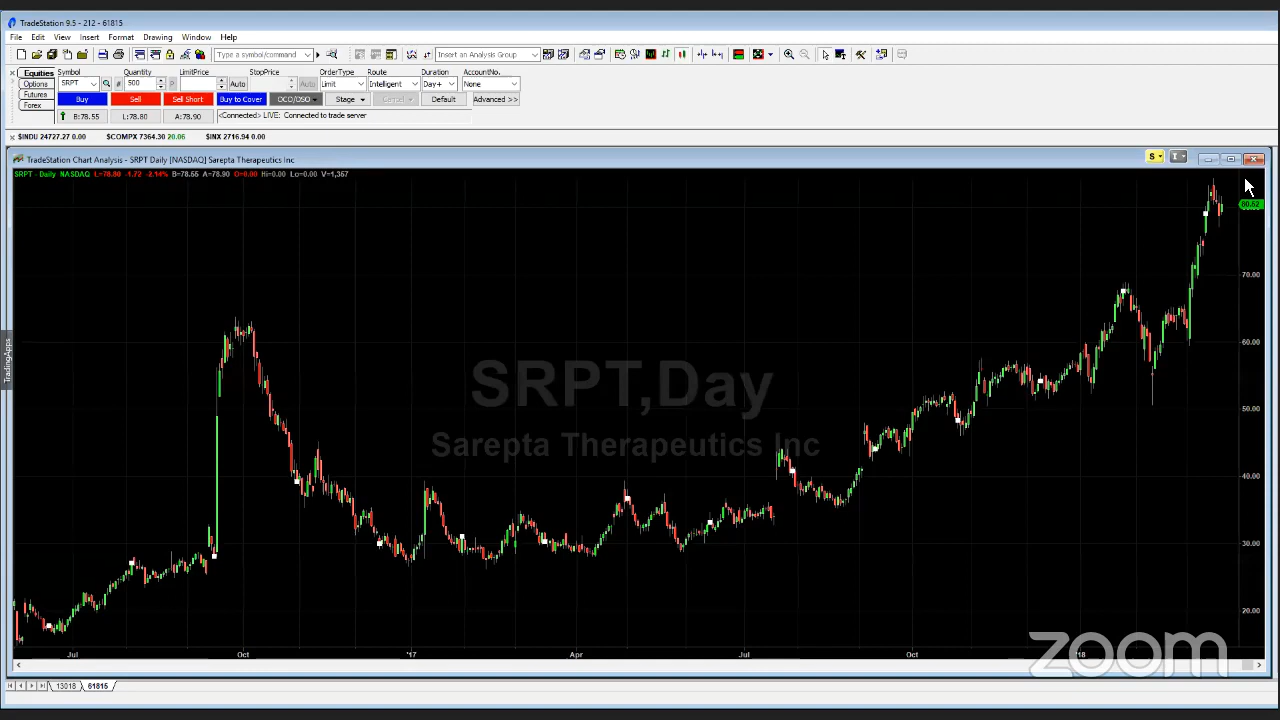 TradeStation 9.5 - 212 - 61815
File Edit View Insert Format Drawing Window Help
Type a symbol/command Insert an Analysis Group
Equities Symbol Quantity LimitPrice StopPrice OrderType Route Duration AccountNo.
Options SRPT # 500 P Auto Auto Limit Intelligent Day+ None
Futures Buy Sell Sell Short Buy to Cover OCO/OSO Stage Cancel Default Advanced >>
Forex B:78.55 L:78.80 A:78.90 <Connected> LIVE: Connected to trade server
$INDU 24727.27 0.00 $COMPX 7364.30 20.06 $INX 2716.94 0.00
TradeStation Chart Analysis - SRPT Daily [NASDAQ] Sarepta Therapeutics Inc S I
SRPT - Daily NASDAQ L=78.80 -1.72 -2.14% B=78.55 A=78.90 O=0.00 Hi=0.00 Lo=0.00 V=1,357
80.52
70.00
60.00
SRPT,Day
50.00
Sarepta Therapeutics Inc
40.00
30.00
20.00
TradingApps
zoom
Jul Oct '17 Apr Jul Oct '18
13018 61815